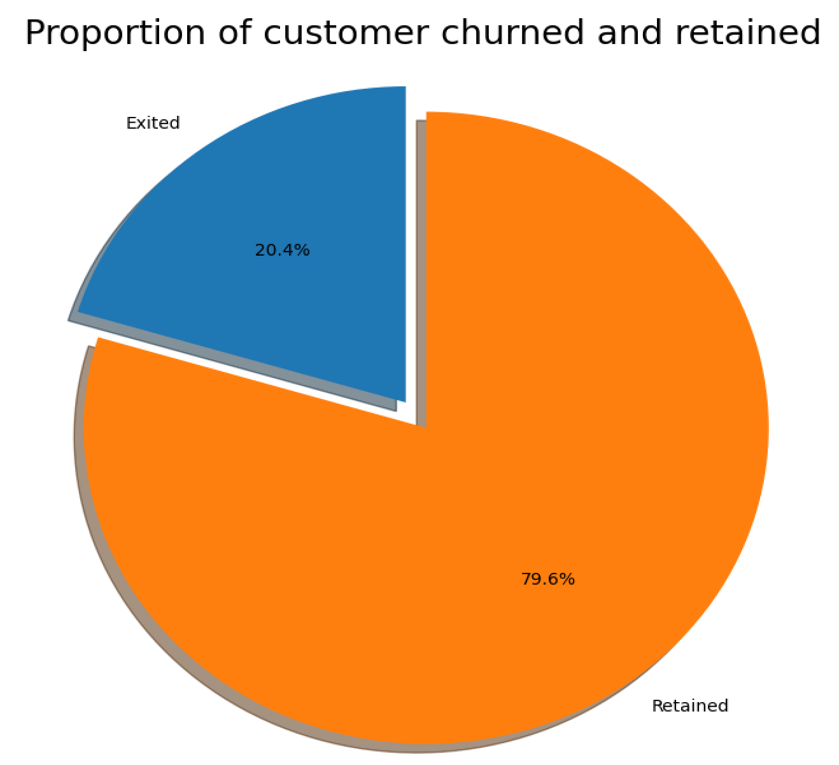 Proportion of customer churned and retained
Exited
20.4%
79.6%
Retained